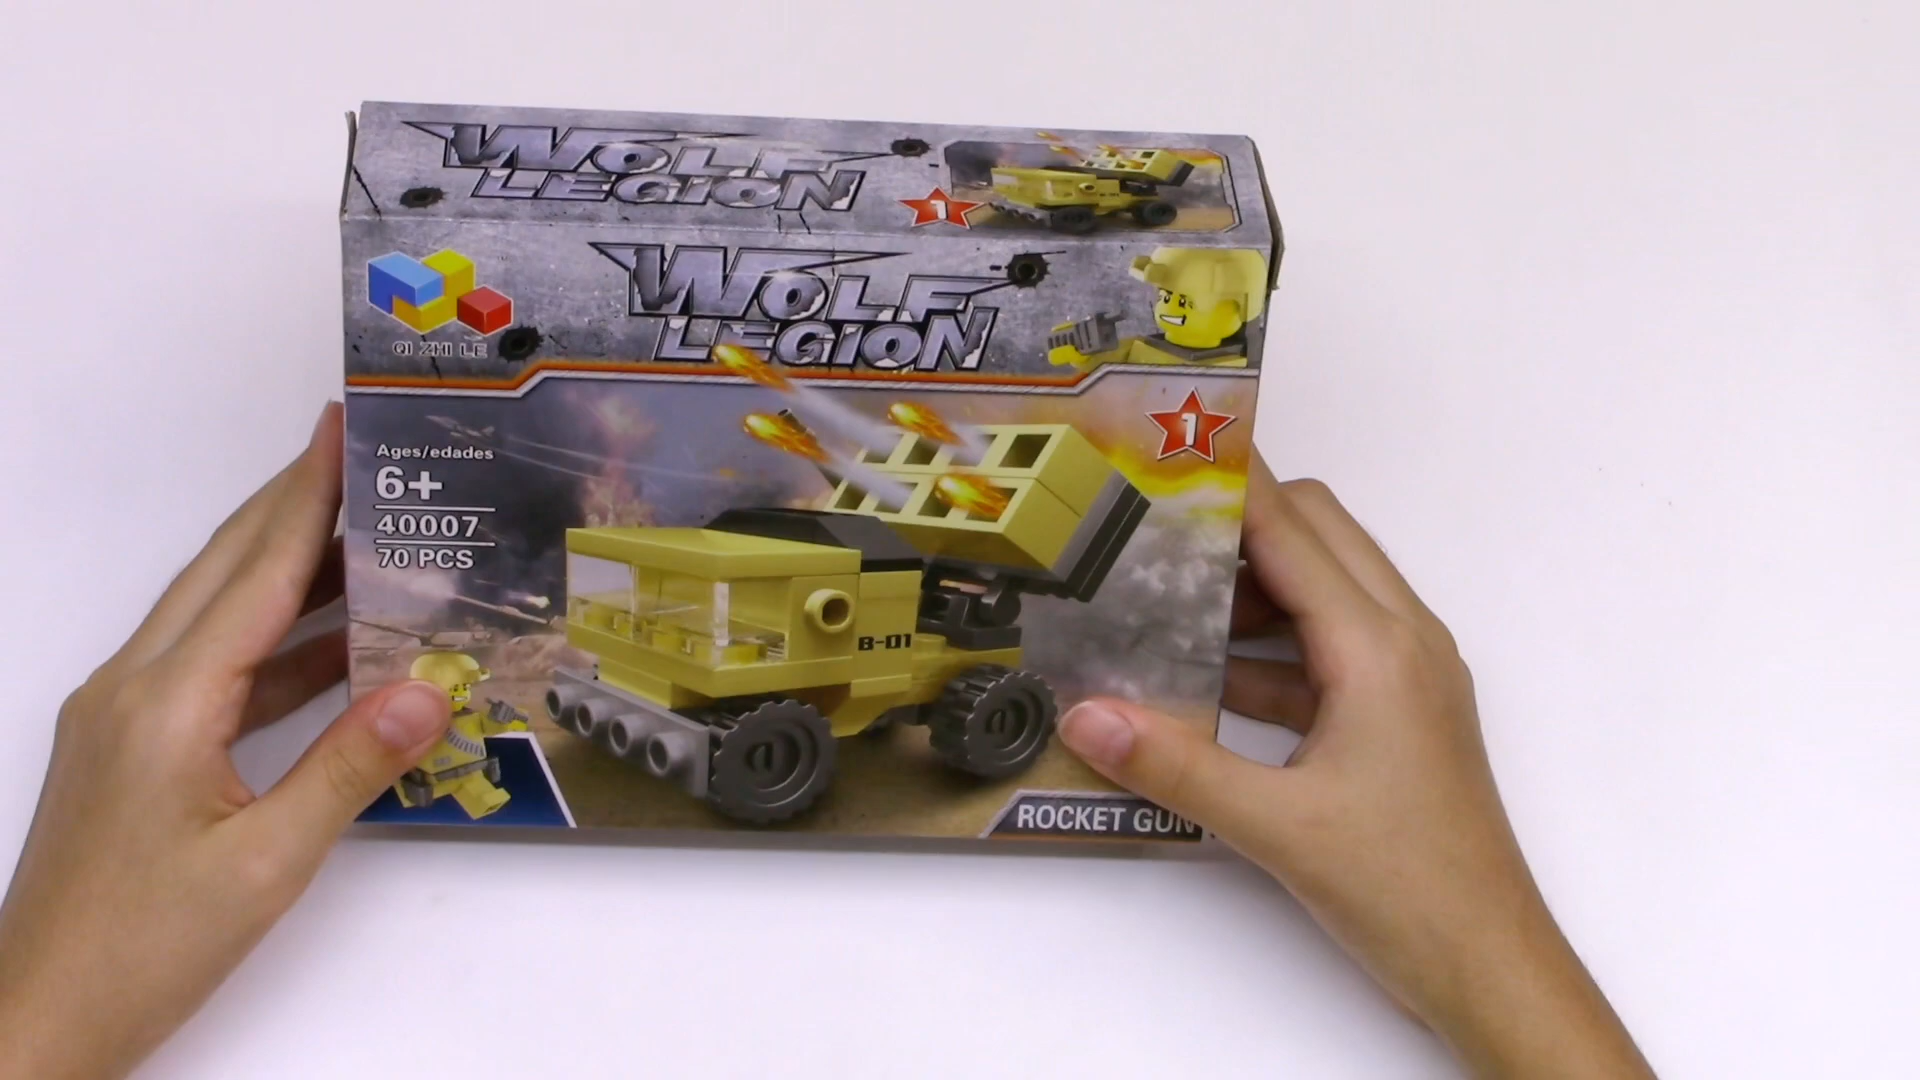 WOLF
LEGION
1
QI ZHI LE
WOLF
LEGION
1
Ages/edades
6+
40007
70 PCS
B-01
ROCKET GUN